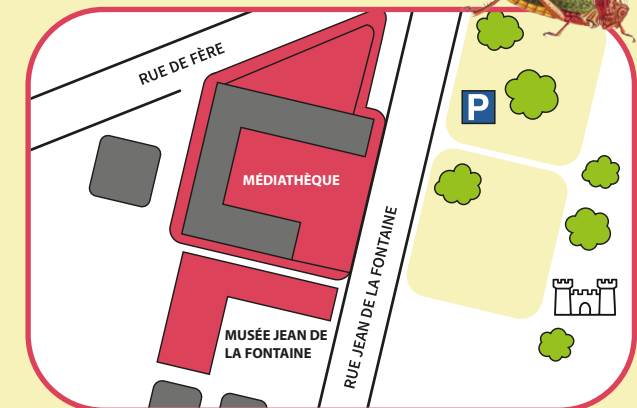 RUE DE FÈRE
P
MÉDIATHÈQUE
RUE JEAN DE LA FONTAINE
MUSÉE JEAN DE
LA FONTAINE